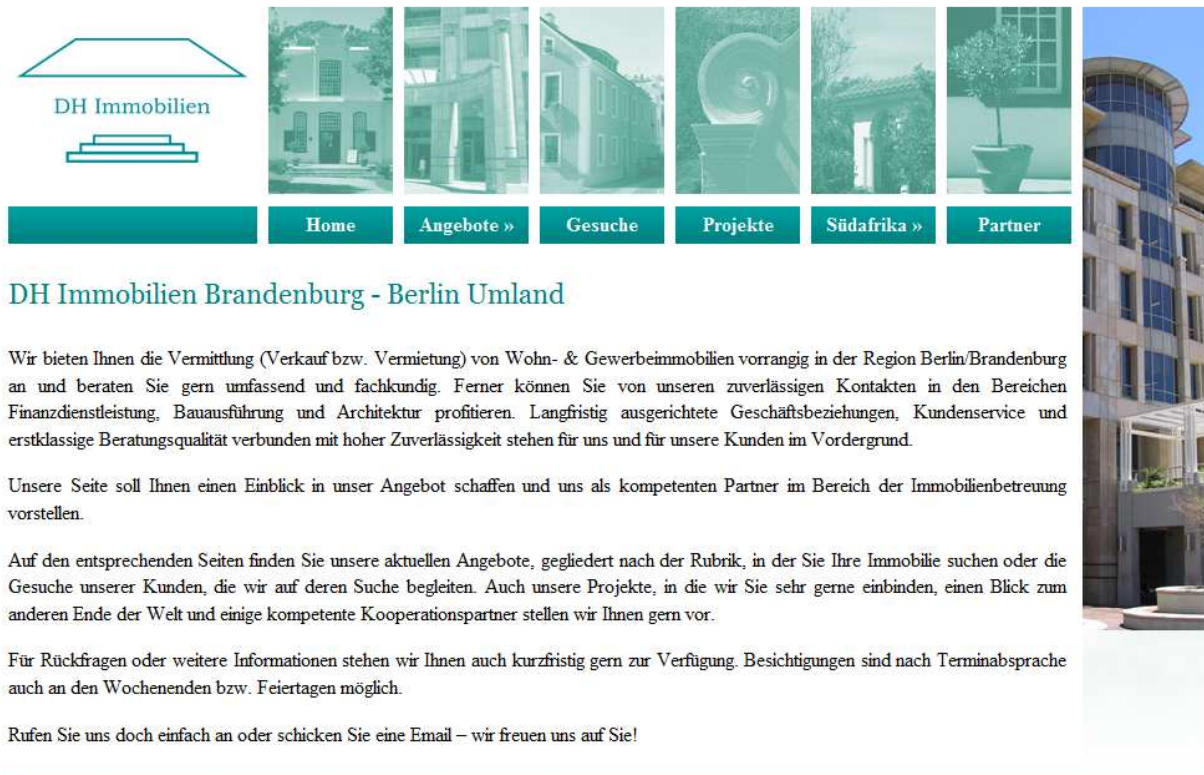 DH Immobilien
Home
Angebote »
Gesuche
Projekte
Südafrika »
Partner
DH Immobilien Brandenburg - Berlin Umland
Wir bieten Ihnen die Vermittlung (Verkauf bzw. Vermietung) von Wohn- & Gewerbeimmobilien vorrangig in der Region Berlin/Brandenburg
an und beraten Sie gern umfassend und fachkundig. Ferner können Sie von unseren zuverlässigen Kontakten in den Bereichen
Finanzdienstleistung, Bauausführung und Architektur profitieren. Langfristig ausgerichtete Geschäftsbeziehungen, Kundenservice und
erstklassige Beratungsqualität verbunden mit hoher Zuverlässigkeit stehen für uns und für unsere Kunden im Vordergrund.
Unsere Seite soll Ihnen einen Einblick in unser Angebot schaffen und uns als kompetenten Partner im Bereich der Immobilienbetreuung
vorstellen.
Auf den entsprechenden Seiten finden Sie unsere aktuellen Angebote, gegliedert nach der Rubrik, in der Sie Ihre Immobilie suchen oder die
Gesuche unserer Kunden, die wir auf deren Suche begleiten. Auch unsere Projekte, in die wir Sie sehr gerne einbinden, einen Blick zum
anderen Ende der Welt und einige kompetente Kooperationspartner stellen wir Ihnen gern vor.
Für Rückfragen oder weitere Informationen stehen wir Ihnen auch kurzfristig gern zur Verfügung. Besichtigungen sind nach Terminabsprache
auch an den Wochenenden bzw. Feiertagen möglich.
Rufen Sie uns doch einfach an oder schicken Sie eine Email – wir freuen uns auf Sie!